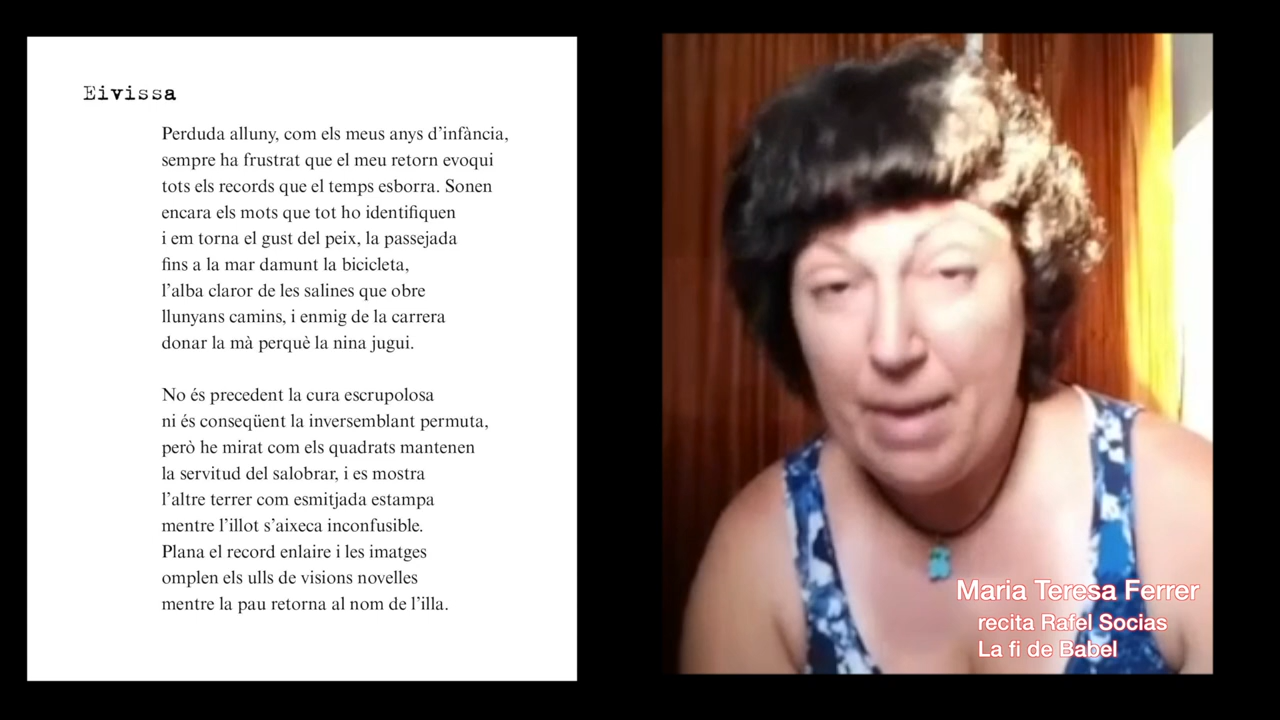 Eivissa
Perduda alluny, com els meus anys d’infància,
sempre ha frustrat que el meu retorn evoqui
tots els records que el temps esborra. Sonen
encara els mots que tot ho identifiquen
i em torna el gust del peix, la passejada
fins a la mar damunt la bicicleta,
l’alba claror de les salines que obre
llunyans camins, i enmig de la carrera
donar la mà perquè la nina jugui.
No és precedent la cura escrupolosa
ni és conseqüent la inversemblant permuta,
però he mirat com els quadrats mantenen
la servitud del salobrar, i es mostra
l’altre terrer com esmitjada estampa
mentre l’illot s’aixeca inconfusible.
Plana el record enlaire i les imatges
omplen els ulls de visions novelles
mentre la pau retorna al nom de l’illa.
Maria Teresa Ferrer
recita Rafel Socias
La fi de Babel